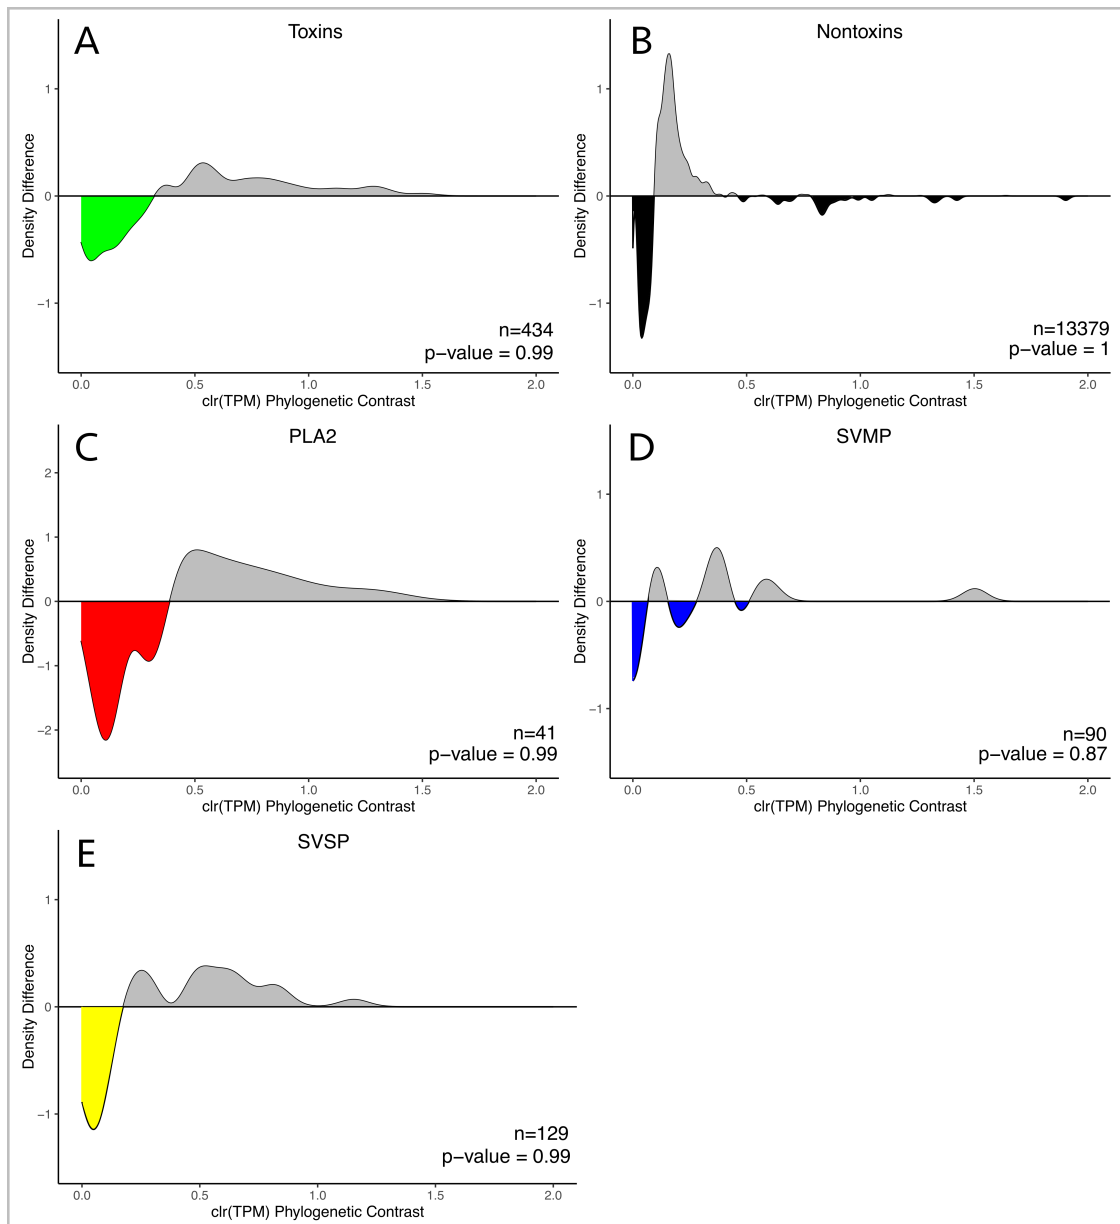 A
Toxins
Density Difference
1
0
−1
n=434
p−value = 0.99
0.0 0.5 1.0 1.5 2.0
clr(TPM) Phylogenetic Contrast
B
Nontoxins
Density Difference
1
0
−1
n=13379
p−value = 1
0.0 0.5 1.0 1.5 2.0
clr(TPM) Phylogenetic Contrast
C
PLA2
Density Difference
2
1
0
−1
−2
n=41
p−value = 0.99
0.0 0.5 1.0 1.5 2.0
clr(TPM) Phylogenetic Contrast
D
SVMP
Density Difference
1
0
−1
n=90
p−value = 0.87
0.0 0.5 1.0 1.5 2.0
clr(TPM) Phylogenetic Contrast
E
SVSP
Density Difference
1
0
−1
n=129
p−value = 0.99
0.0 0.5 1.0 1.5 2.0
clr(TPM) Phylogenetic Contrast